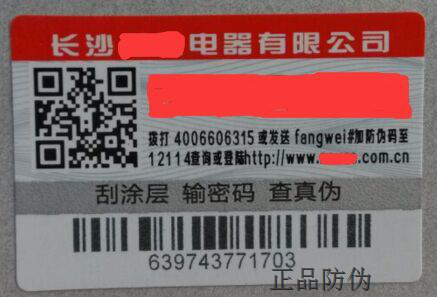 长沙 电器有限公司
拨打 4006606315 或发送 fangwei#加防伪码至
12114查询或登陆http://www. .com.cn
刮涂层 输密码 查真伪
639743771703
正品防伪